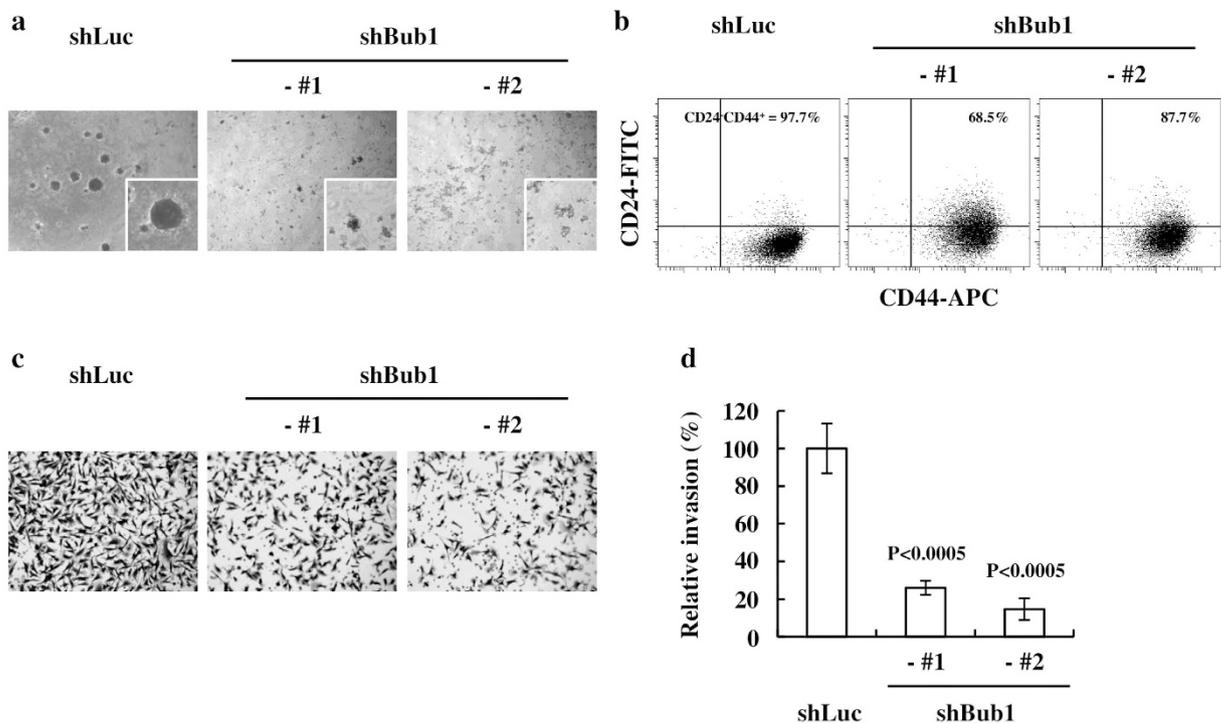 a
shLuc
shBub1
- #1
- #2
b
shLuc
shBub1
- #1
- #2
CD24⁻CD44⁺ = 97.7%
68.5%
87.7%
CD24-FITC
CD44-APC
c
shLuc
shBub1
- #1
- #2
d
Relative invasion (%)
120
100
80
60
40
20
0
P<0.0005
P<0.0005
- #1
- #2
shLuc
shBub1